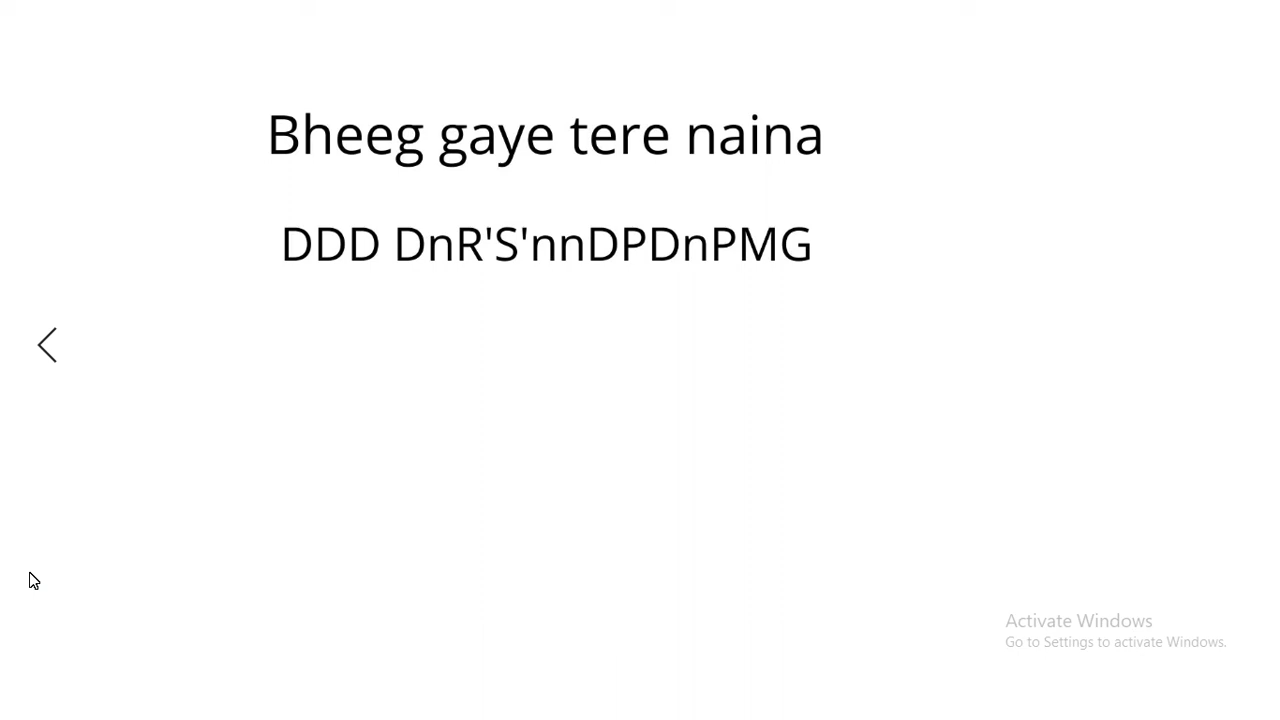 Bheeg gaye tere naina
DDD DnR'S'nnDPDnPMG
Activate Windows
Go to Settings to activate Windows.